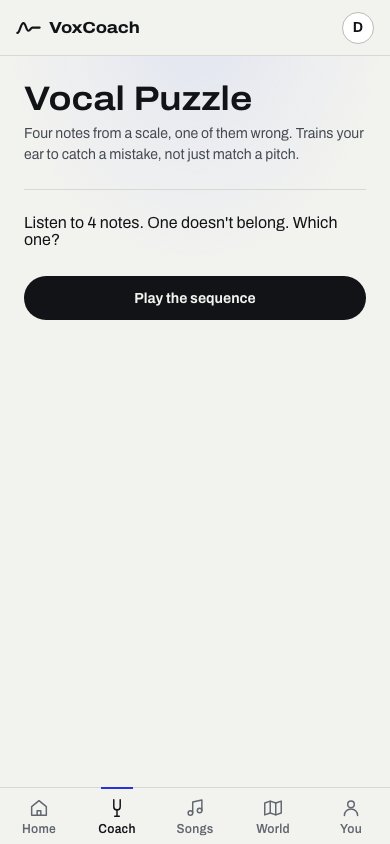 VoxCoach
D
Vocal Puzzle
Four notes from a scale, one of them wrong. Trains your
ear to catch a mistake, not just match a pitch.
Listen to 4 notes. One doesn't belong. Which
one?
Play the sequence
Home
Coach
Songs
World
You